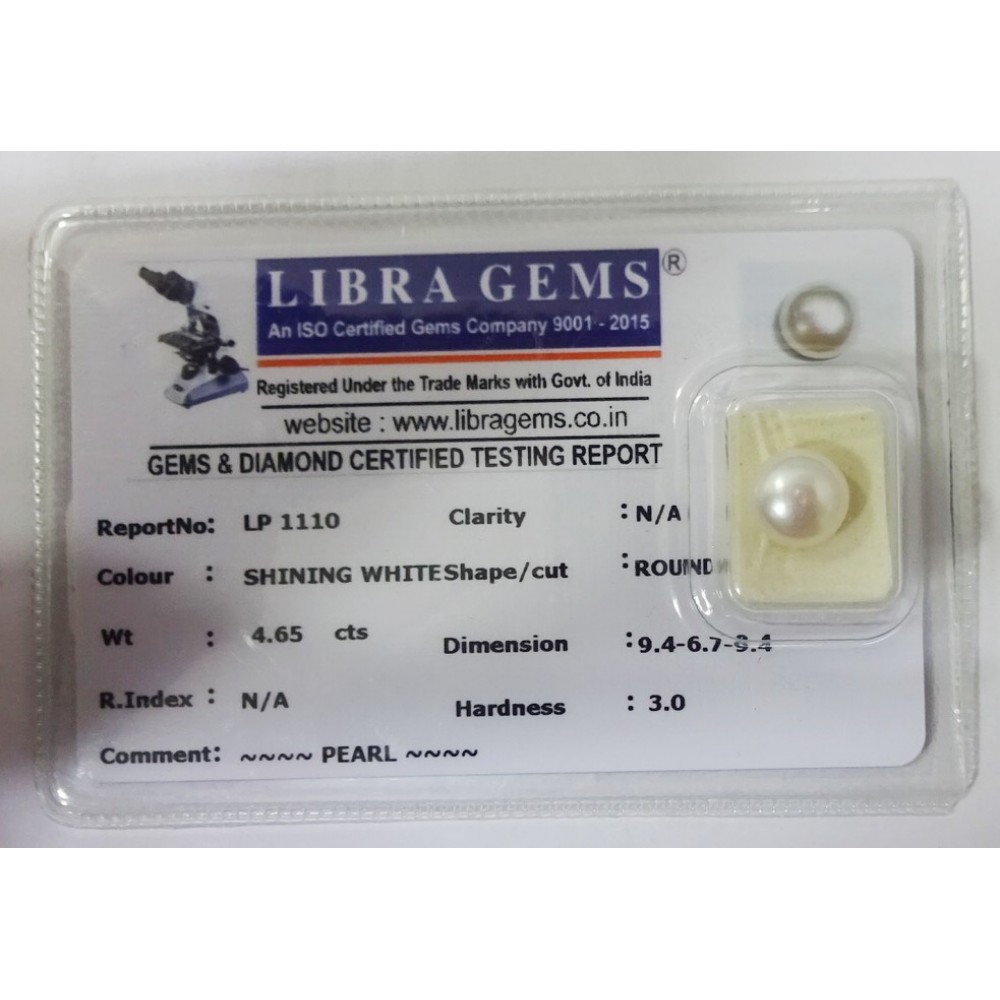 LIBRA GEMS ®
An ISO Certified Gems Company 9001 - 2015
Registered Under the Trade Marks with Govt. of India
website : www.libragems.co.in
GEMS & DIAMOND CERTIFIED TESTING REPORT
ReportNo: LP 1110 Clarity : N/A
Colour : SHINING WHITE Shape/cut : ROUND
Wt : 4.65 cts Dimension : 9.4-6.7-9.4
R.Index : N/A Hardness : 3.0
Comment: ~~~~ PEARL ~~~~